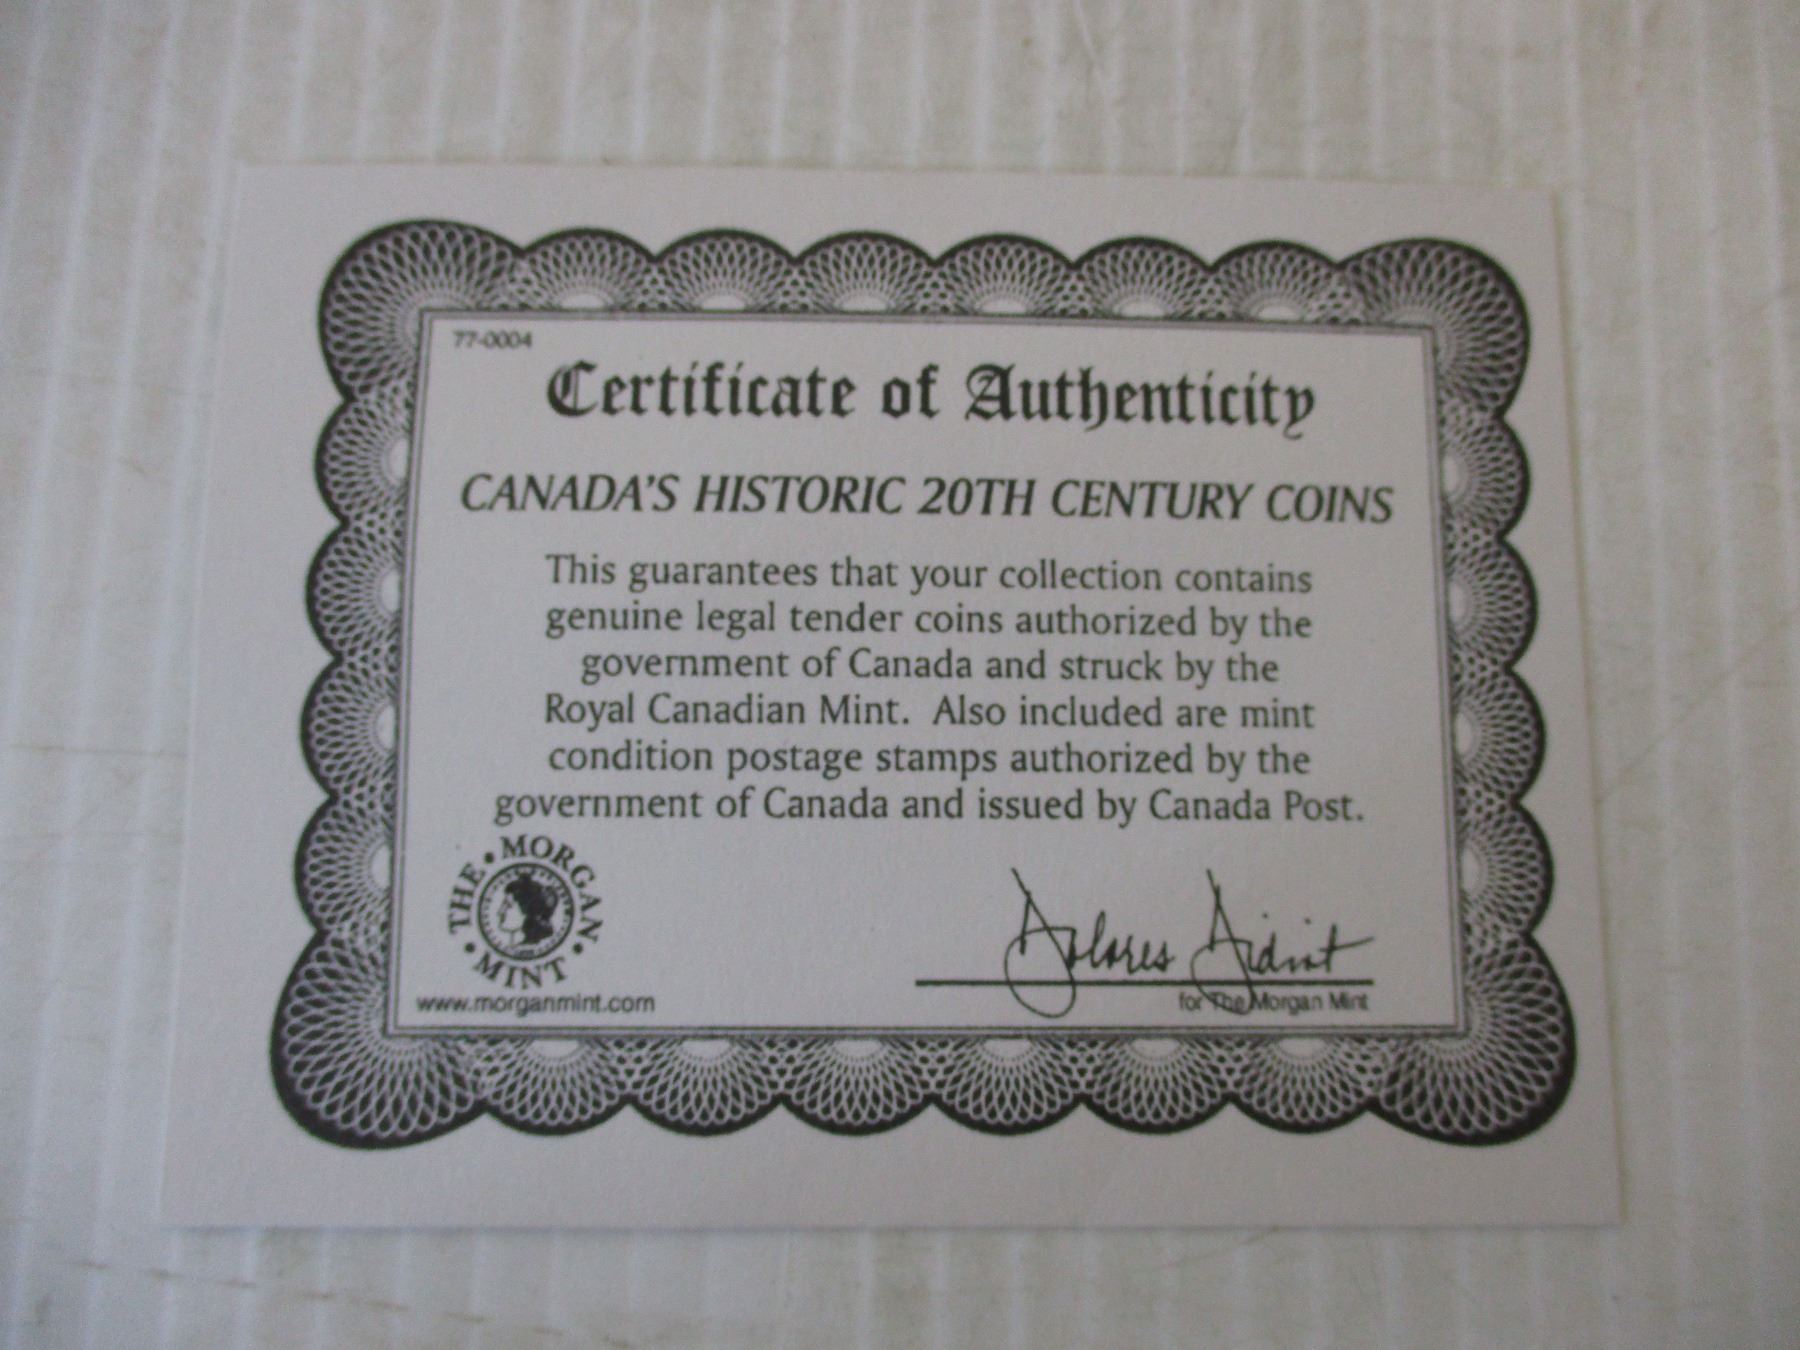 77-0004
Certificate of Authenticity
CANADA'S HISTORIC 20TH CENTURY COINS
This guarantees that your collection contains
genuine legal tender coins authorized by the
government of Canada and struck by the
Royal Canadian Mint. Also included are mint
condition postage stamps authorized by the
government of Canada and issued by Canada Post.
THE • MORGAN • MINT •
www.morganmint.com
Dolores
for The Morgan Mint